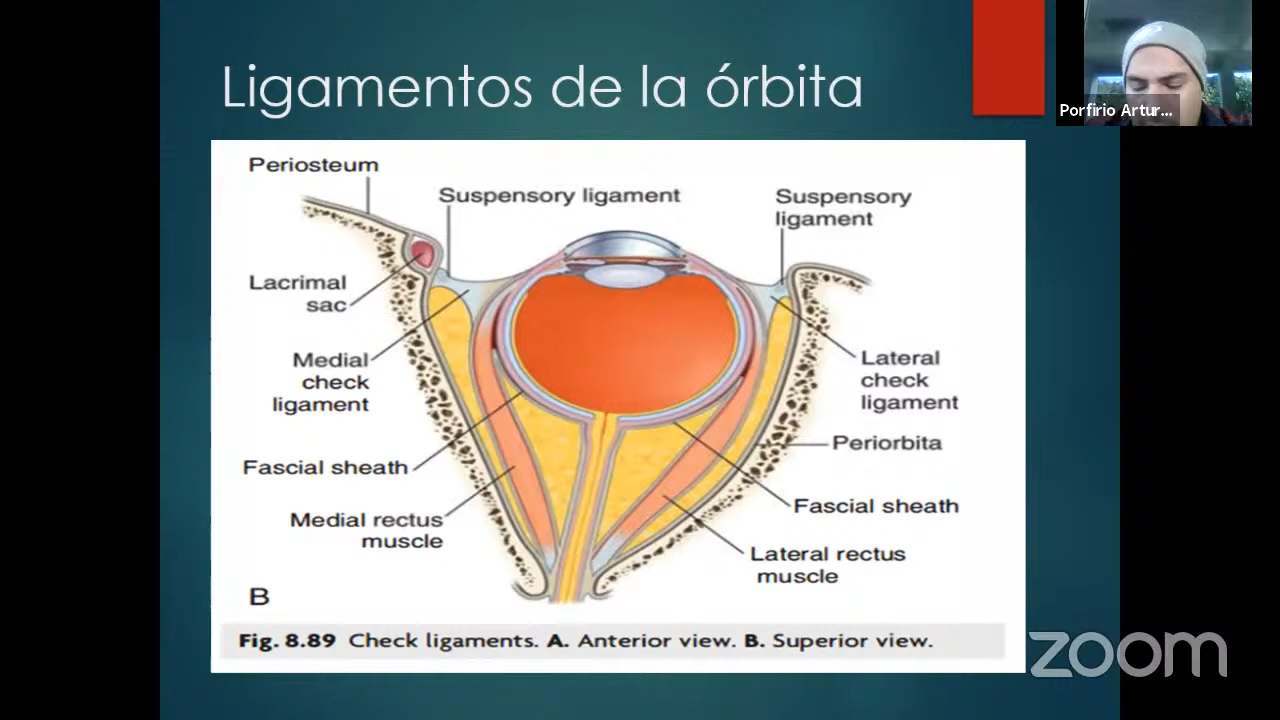 Ligamentos de la órbita
Porfirio Artur...
Periosteum
Suspensory ligament
Suspensory
ligament
Lacrimal
sac
Medial
check
ligament
Lateral
check
ligament
Periorbita
Fascial sheath
Fascial sheath
Medial rectus
muscle
Lateral rectus
muscle
B
Fig. 8.89 Check ligaments. A. Anterior view. B. Superior view.
zoom